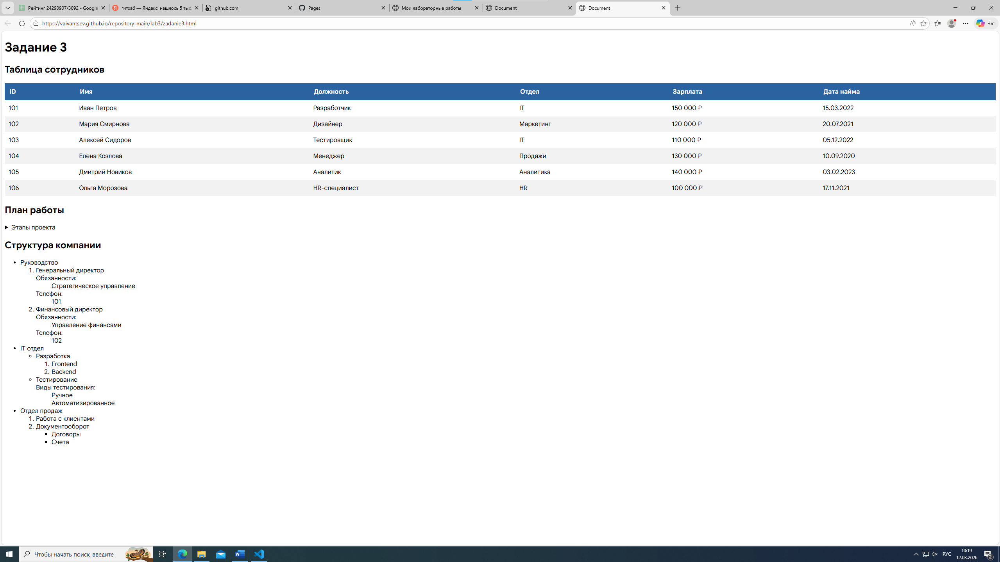 Рейтинг 24290907/3092 - Google
гитхаб — Яндекс: нашлось 5 тыс.
github.com
Pages
Мои лабораторные работы
Document
Document
https://vaivantsev.github.io/repository-main/lab3/zadanie3.html
Чат
Задание 3
Таблица сотрудников
ID Имя Должность Отдел Зарплата Дата найма
101 Иван Петров Разработчик IT 150 000 ₽ 15.03.2022
102 Мария Смирнова Дизайнер Маркетинг 120 000 ₽ 20.07.2021
103 Алексей Сидоров Тестировщик IT 110 000 ₽ 05.12.2022
104 Елена Козлова Менеджер Продажи 130 000 ₽ 10.09.2020
105 Дмитрий Новиков Аналитик Аналитика 140 000 ₽ 03.02.2023
106 Ольга Морозова HR-специалист HR 100 000 ₽ 17.11.2021
План работы
Этапы проекта
Структура компании
• Руководство
1. Генеральный директор
Обязанности:
Стратегическое управление
Телефон:
101
2. Финансовый директор
Обязанности:
Управление финансами
Телефон:
102
• IT отдел
◦ Разработка
1. Frontend
2. Backend
◦ Тестирование
Виды тестирования:
Ручное
Автоматизированное
• Отдел продаж
1. Работа с клиентами
2. Документооборот
▪ Договоры
▪ Счета
Чтобы начать поиск, введите
РУС
10:19
12.03.2026
2